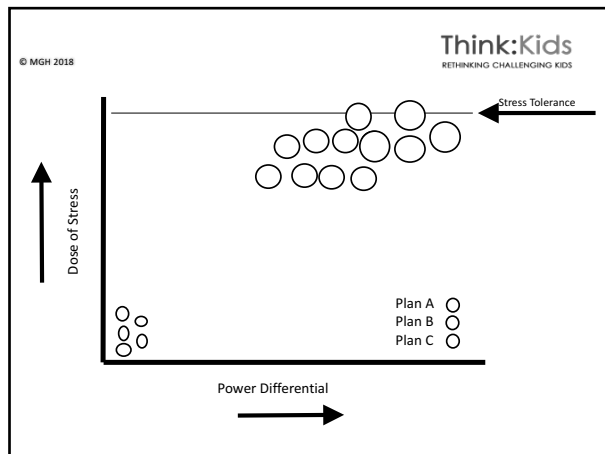 Think:Kids
RETHINKING CHALLENGING KIDS
© MGH 2018
Stress Tolerance
Dose of Stress
Plan A
Plan B
Plan C
Power Differential